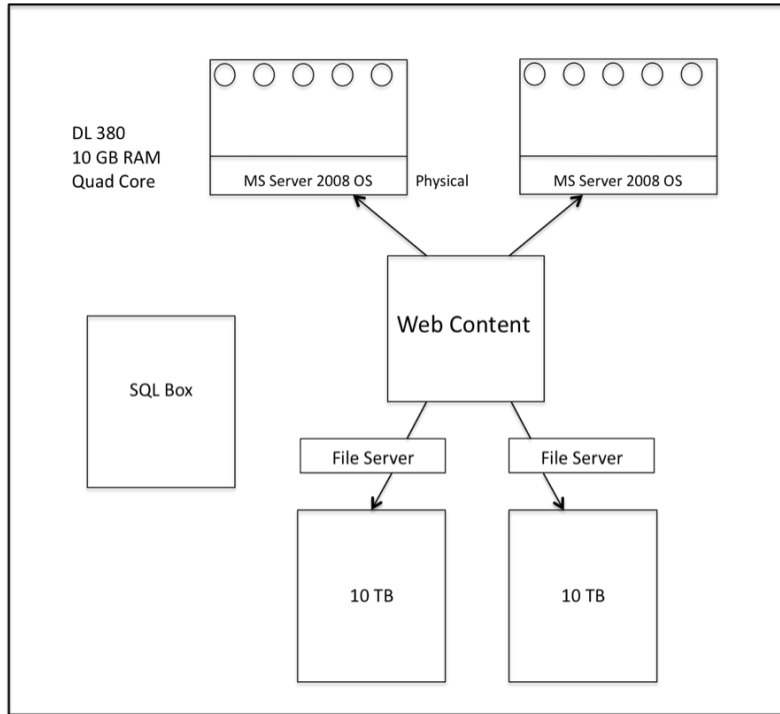 DL 380
10 GB RAM
Quad Core
MS Server 2008 OS
Physical
MS Server 2008 OS
Web Content
SQL Box
File Server
File Server
10 TB
10 TB